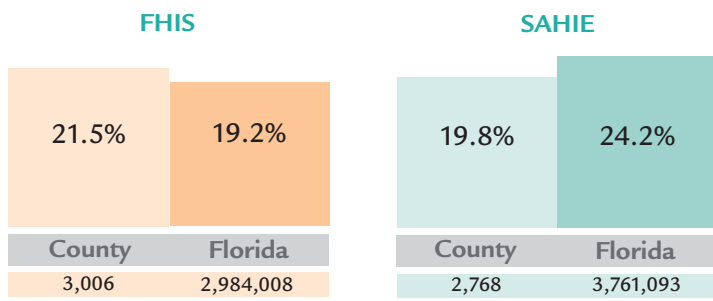 FHIS
21.5% 19.2%
County Florida
3,006 2,984,008
SAHIE
19.8% 24.2%
County Florida
2,768 3,761,093